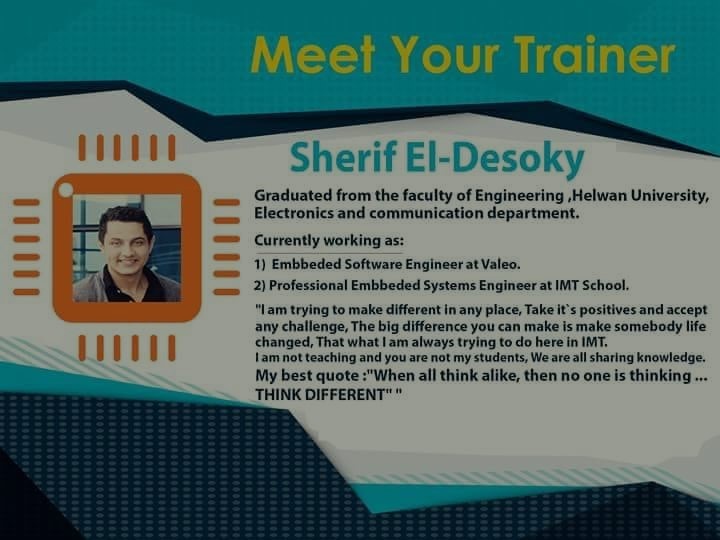 Meet Your Trainer
Sherif El-Desoky
Graduated from the faculty of Engineering ,Helwan University,
Electronics and communication department.
Currently working as:
1) Embbeded Software Engineer at Valeo.
2) Professional Embbeded Systems Engineer at IMT School.
"I am trying to make different in any place, Take it`s positives and accept
any challenge, The big difference you can make is make somebody life
changed, That what I am always trying to do here in IMT.
I am not teaching and you are not my students, We are all sharing knowledge.
My best quote :"When all think alike, then no one is thinking ...
THINK DIFFERENT" "